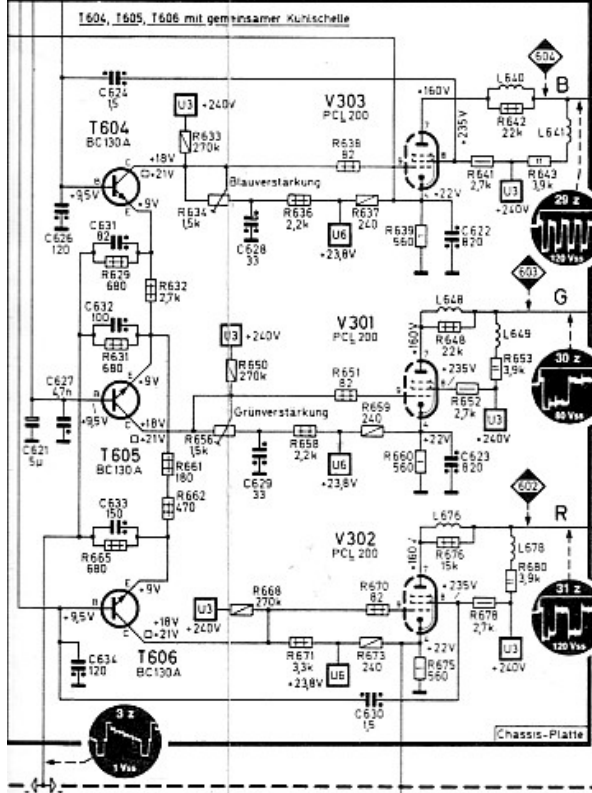 T604, T605, T606 mit gemeinsamer Kühlschelle
604
C624
1,5
U3
+240V
V303
PCL 200
+160V
L640
B
T604
BC130A
R633
270k
R638
82
+235V
R642
22k
L641
+18V
+21V
+9,5V
+9V
Blauverstärkung
R634
1,5k
R636
2,2k
R637
240
+22V
R641
2,7k
R643
3,9k
U3
+240V
29 z
120 Vss
C626
120
C631
82
R629
680
R632
2,7k
C628
33
U6
+23,8V
R639
560
C622
820
603
C632
100
R631
680
U3
+240V
R650
270k
V301
PCL 200
+160V
L648
G
R648
22k
L649
R653
3,9k
30 z
60 Vss
C627
47n
+9V
+9,5V
R651
82
+235V
R652
2,7k
U3
+240V
C621
5µ
T605
BC130A
+18V
+21V
Grünverstärkung
R656
1,5k
R658
2,2k
R659
240
+22V
R661
180
R662
470
C629
33
U6
+23,8V
R660
560
C623
820
602
C633
150
R665
680
V302
PCL 200
+160
L676
R
R676
15k
L678
R680
3,9k
31 z
120 Vss
+9V
+9,5V
U3
+240V
R668
270k
R670
82
+235V
R678
2,7k
U3
+240V
+18V
+21V
T606
BC130A
C634
120
R671
3,3k
U6
+23,8V
R673
240
+22V
R675
560
C630
1,5
3 z
1 Vss
Chassis-Platte